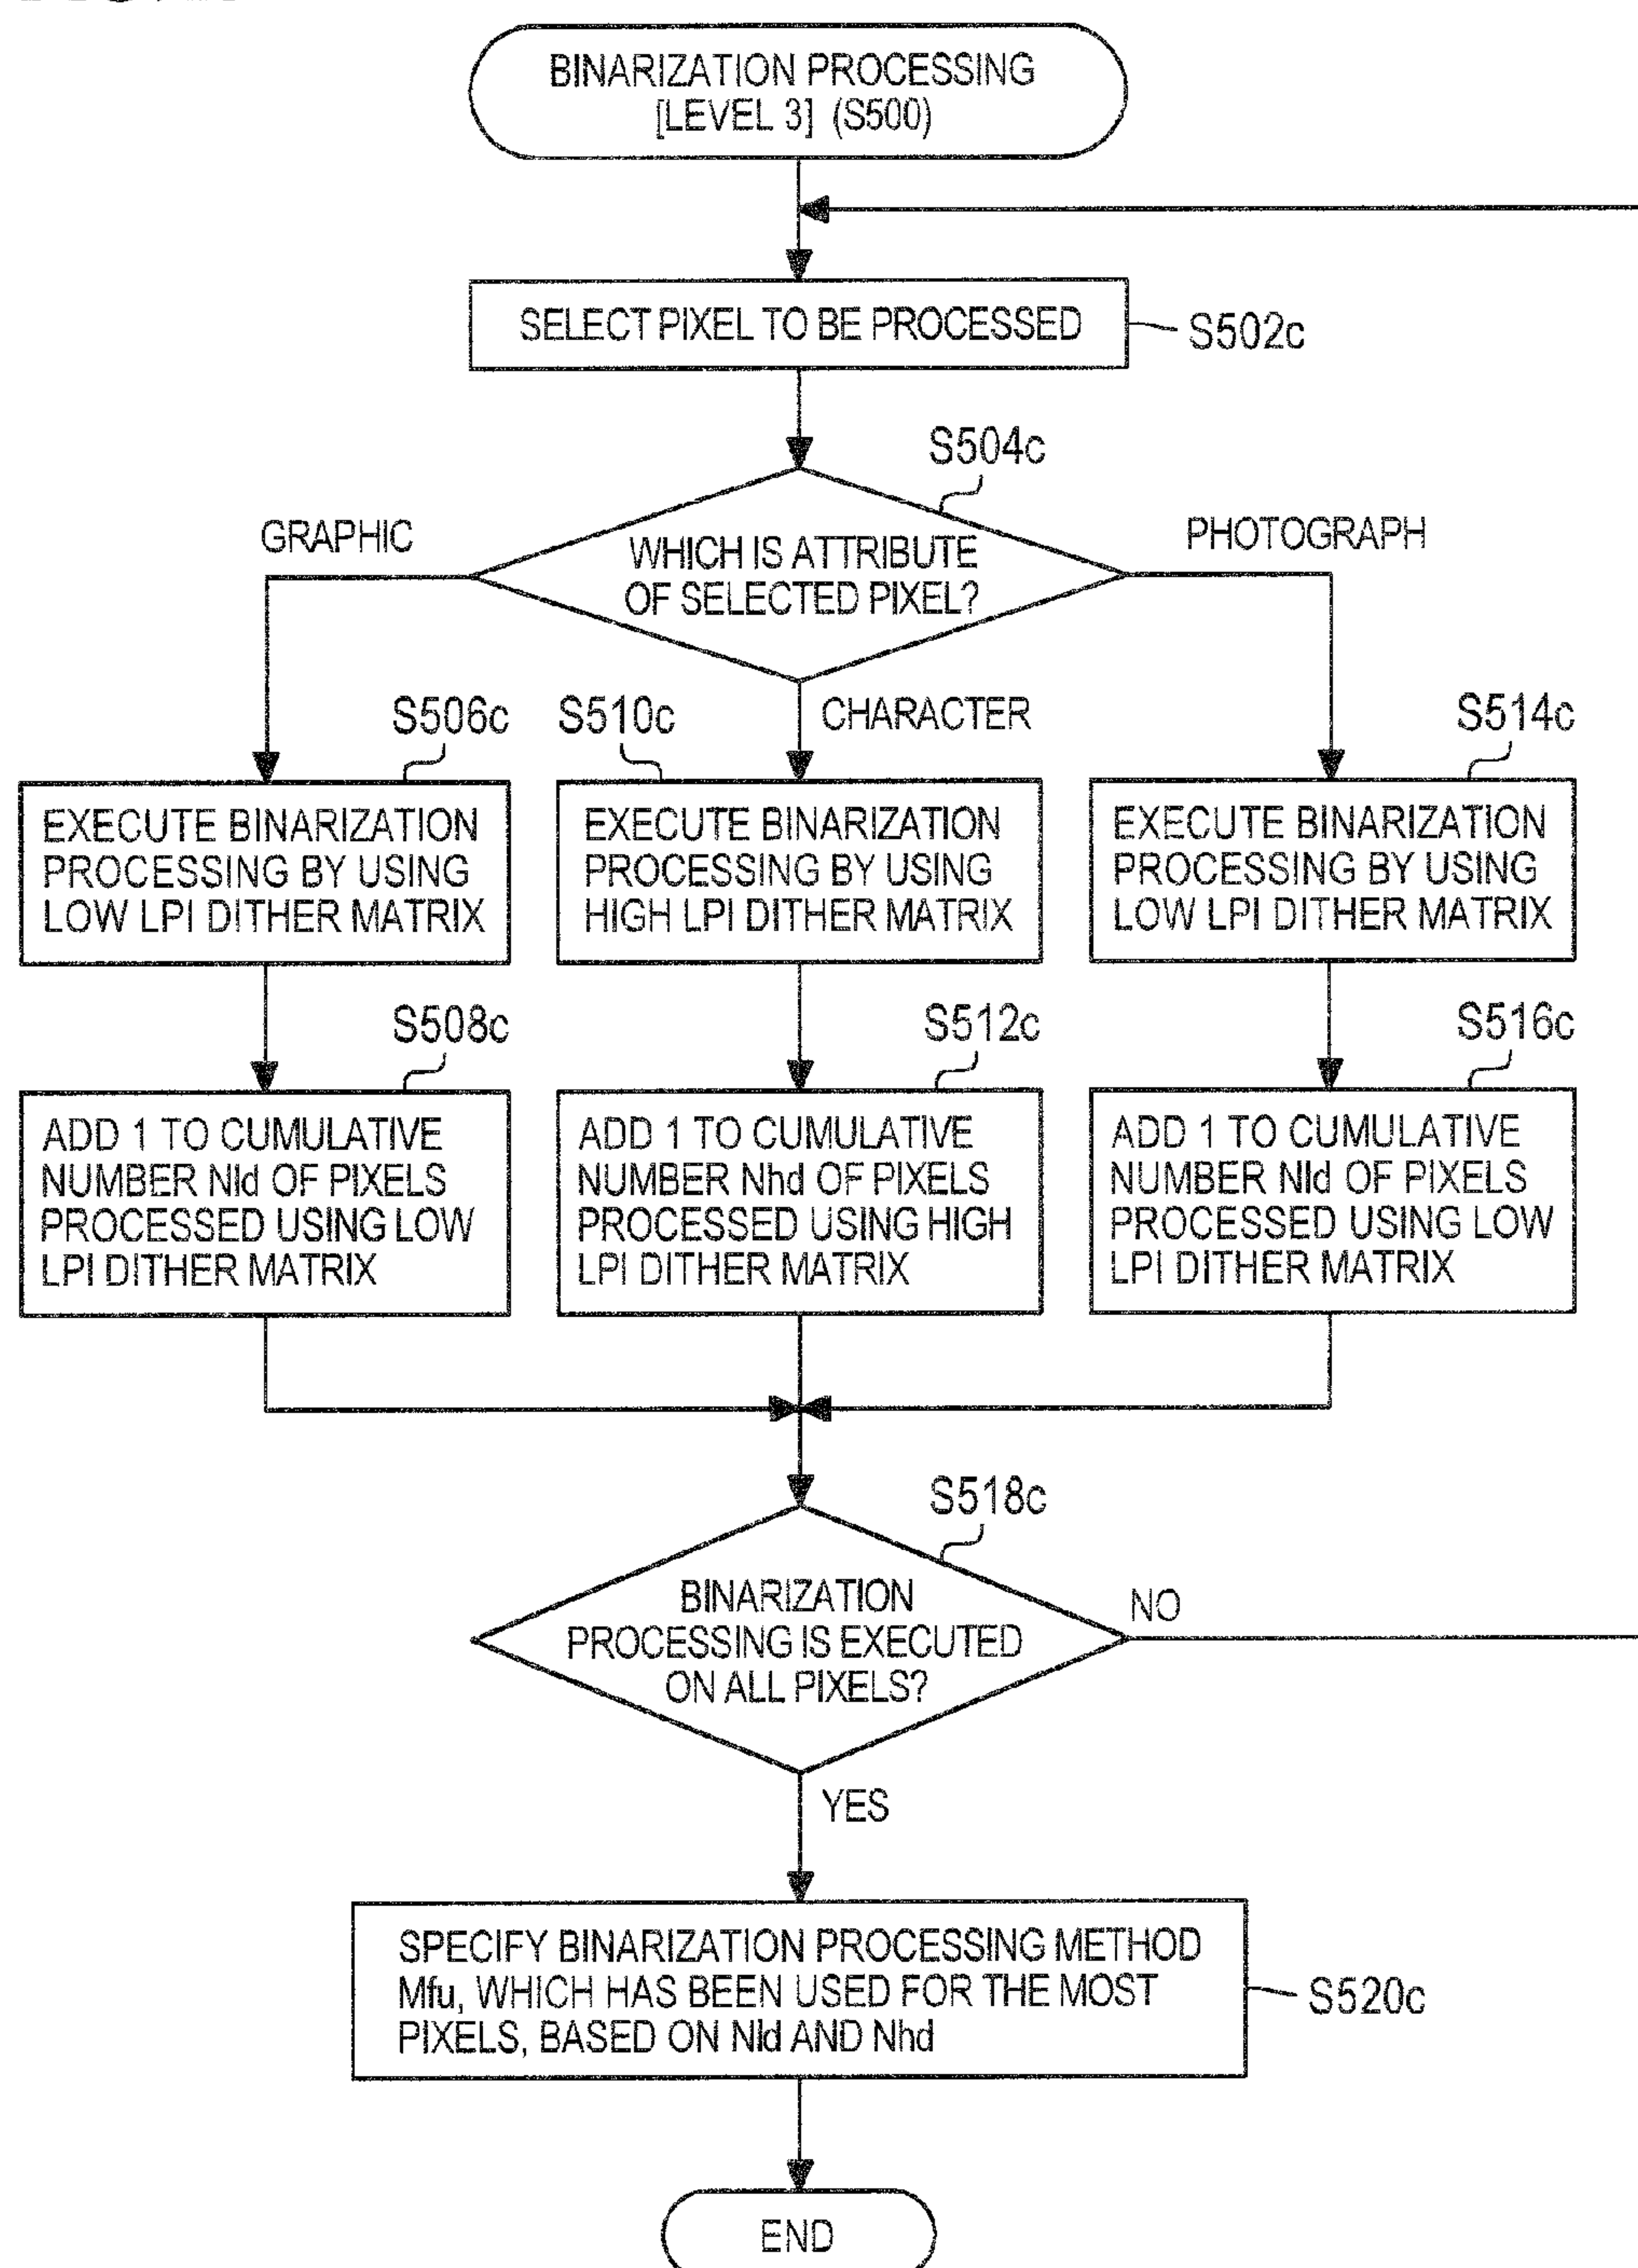 BINARIZATION PROCESSING
[LEVEL 3] (S500)
SELECT PIXEL TO BE PROCESSED
S502c
S504c
GRAPHIC
WHICH IS ATTRIBUTE
OF SELECTED PIXEL?
PHOTOGRAPH
CHARACTER
S506c
EXECUTE BINARIZATION
PROCESSING BY USING
LOW LPI DITHER MATRIX
S510c
EXECUTE BINARIZATION
PROCESSING BY USING
HIGH LPI DITHER MATRIX
S514c
EXECUTE BINARIZATION
PROCESSING BY USING
LOW LPI DITHER MATRIX
S508c
ADD 1 TO CUMULATIVE
NUMBER Nld OF PIXELS
PROCESSED USING LOW
LPI DITHER MATRIX
S512c
ADD 1 TO CUMULATIVE
NUMBER Nhd OF PIXELS
PROCESSED USING HIGH
LPI DITHER MATRIX
S516c
ADD 1 TO CUMULATIVE
NUMBER Nld OF PIXELS
PROCESSED USING LOW
LPI DITHER MATRIX
S518c
BINARIZATION
PROCESSING IS EXECUTED
ON ALL PIXELS?
NO
YES
SPECIFY BINARIZATION PROCESSING METHOD
Mfu, WHICH HAS BEEN USED FOR THE MOST
PIXELS, BASED ON Nld AND Nhd
S520c
END